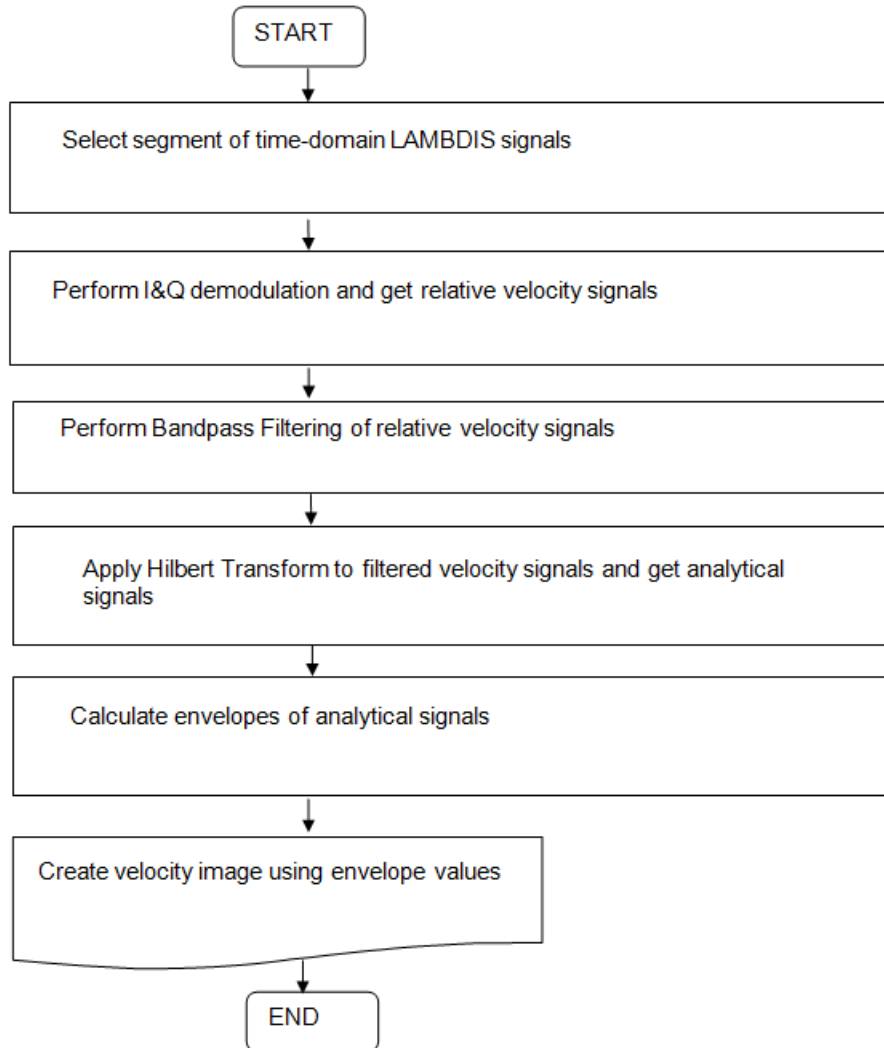 START
Select segment of time-domain LAMBDIS signals
Perform I&Q demodulation and get relative velocity signals
Perform Bandpass Filtering of relative velocity signals
Apply Hilbert Transform to filtered velocity signals and get analytical
signals
Calculate envelopes of analytical signals
Create velocity image using envelope values
END